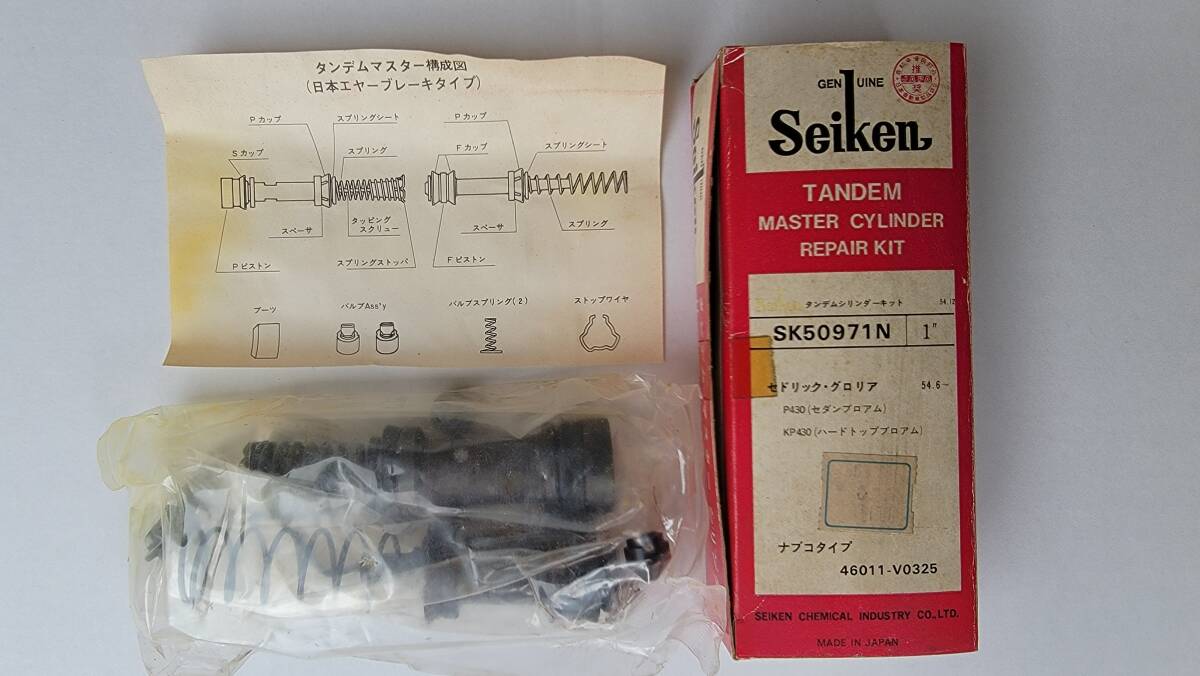 タンデムマスター構成図
(日本エヤーブレーキタイプ)
Pカップ
スプリングシート
Pカップ
Sカップ
スプリング
Fカップ
スプリングシート
スペーサ
タッピング
スクリュー
スペーサ
スプリング
Pピストン
スプリングストッパ
Fピストン
ブーツ
バルブAss'y
バルブスプリング(2)
ストップワイヤ
GENUINE
Seiken
推
奨
TANDEM
MASTER CYLINDER
REPAIR KIT
Seiken タンデムシリンダーキット 54.12
SK50971N 1"
セドリック・グロリア 54.6~
P430(セダンブロアム)
KP430(ハードトップブロアム)
ナブコタイプ
46011-V0325
SEIKEN CHEMICAL INDUSTRY CO.,LTD.
MADE IN JAPAN